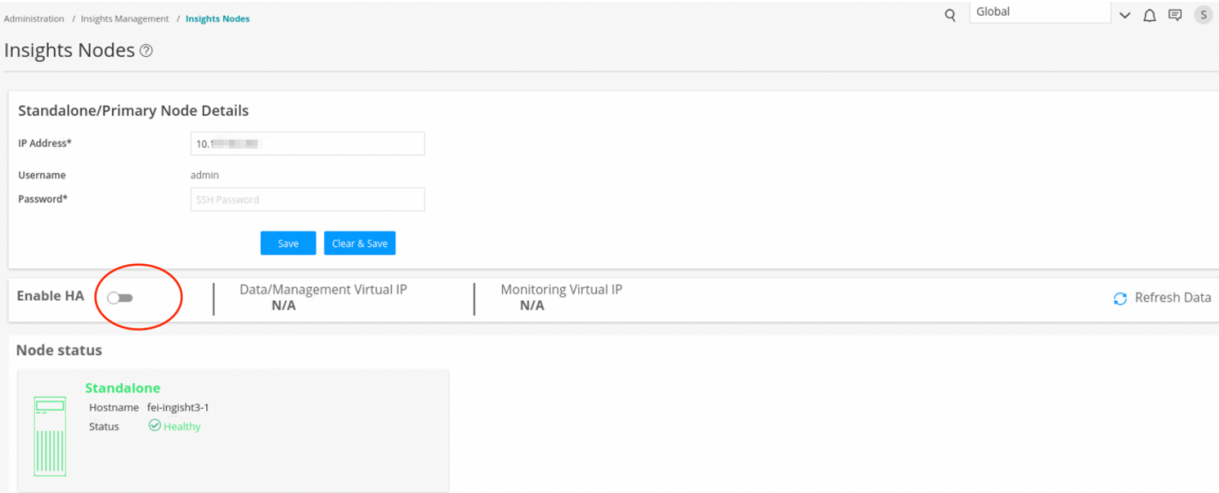 Administration / Insights Management / Insights Nodes
Global
S
Insights Nodes
Standalone/Primary Node Details
IP Address* 10.1
Username admin
Password* SSH Password
Save Clear & Save
Enable HA
Data/Management Virtual IP
N/A
Monitoring Virtual IP
N/A
Refresh Data
Node status
Standalone
Hostname fei-ingisht3-1
Status Healthy